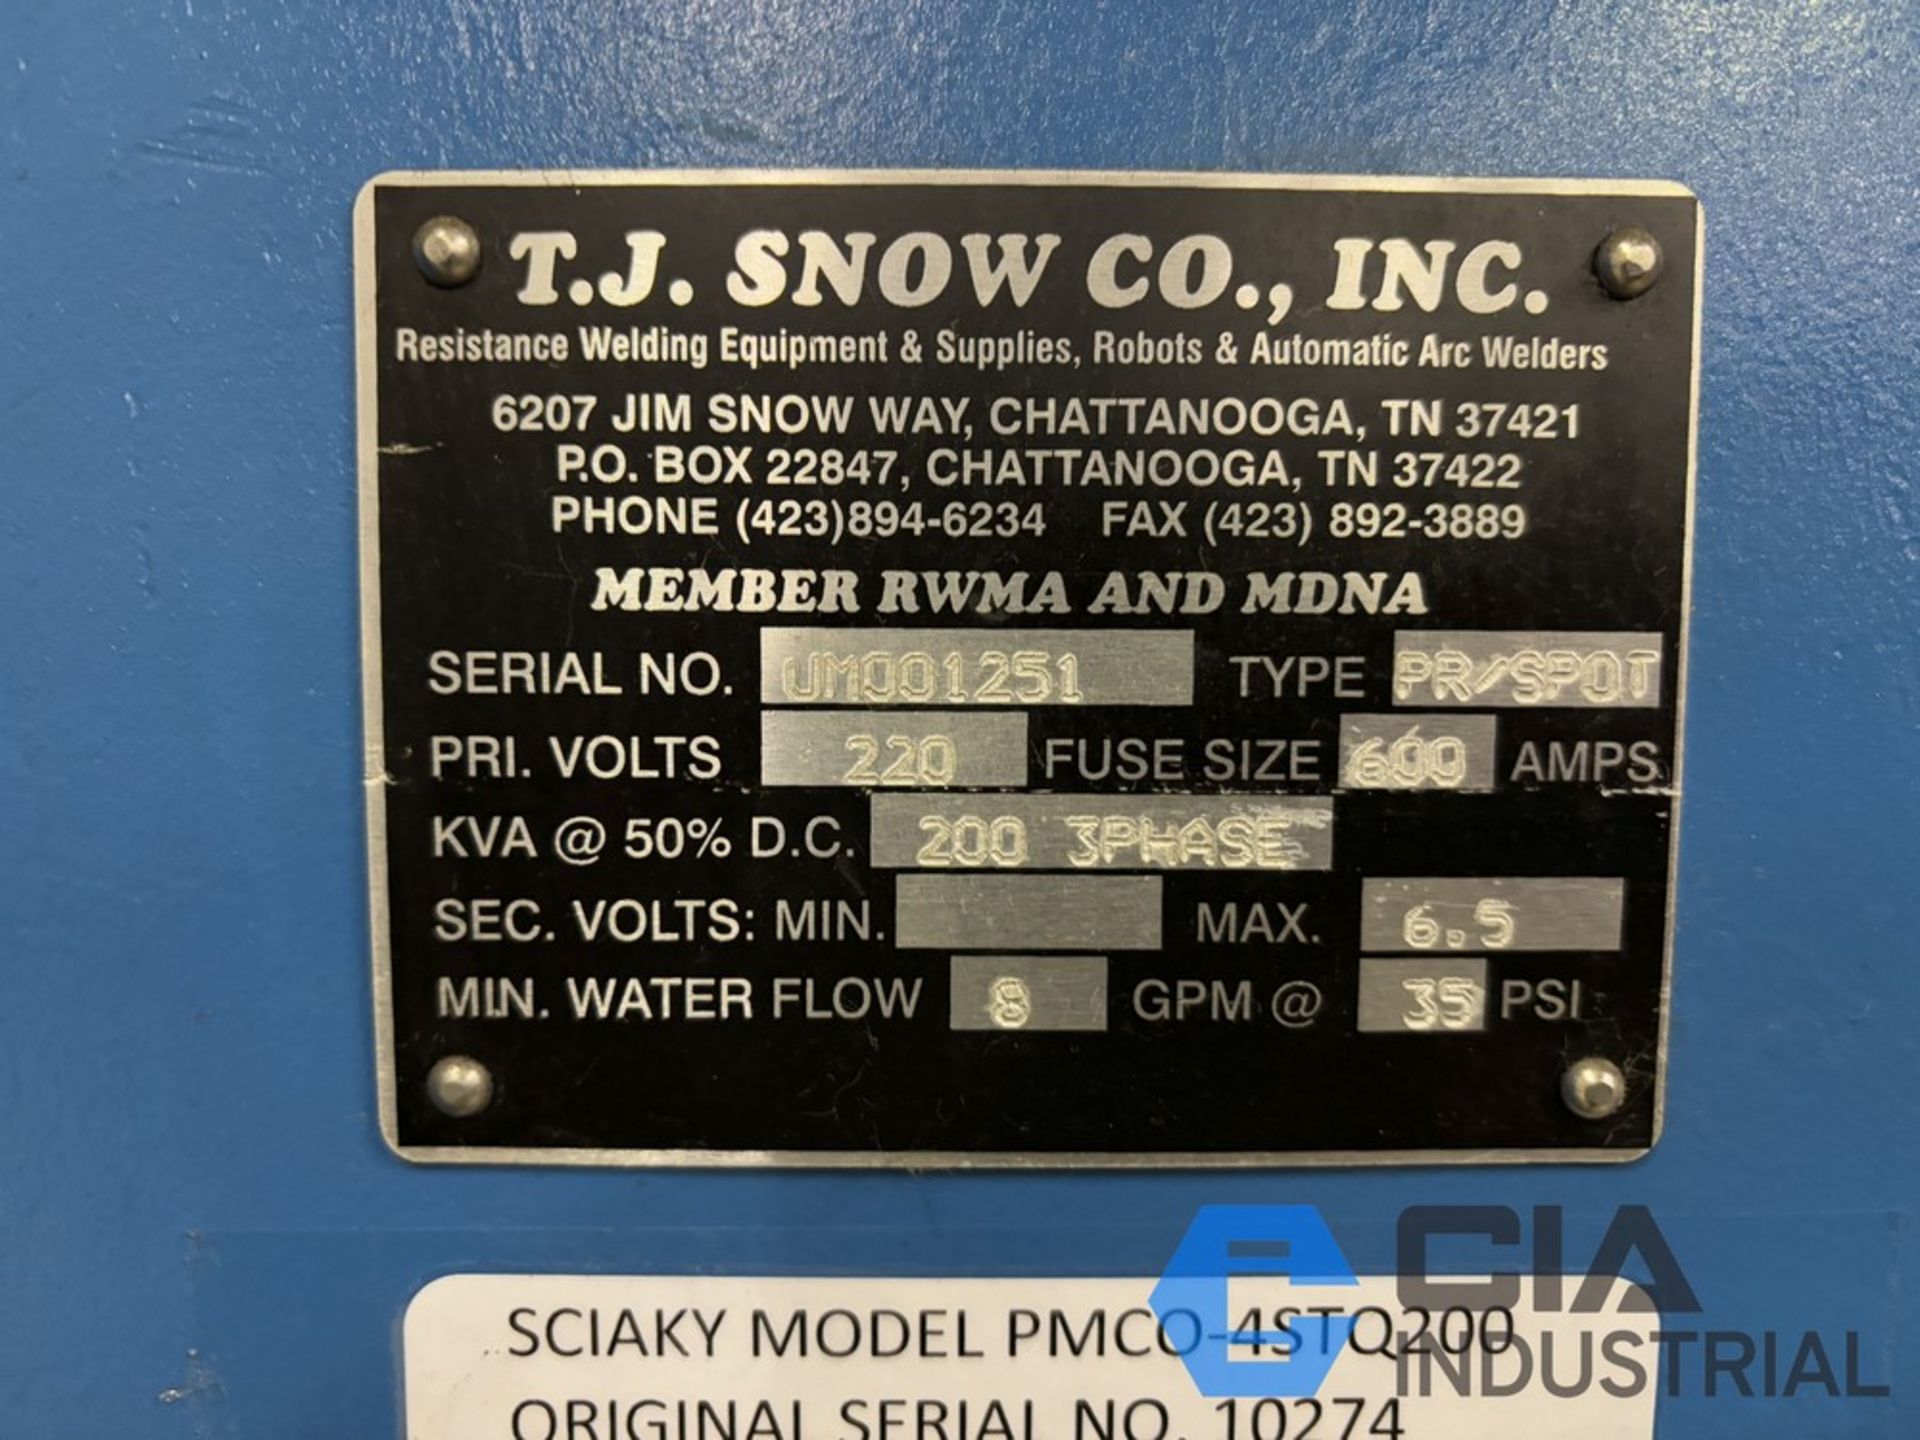 T.J. SNOW CO., INC.
Resistance Welding Equipment & Supplies, Robots & Automatic Arc Welders
6207 JIM SNOW WAY, CHATTANOOGA, TN 37421
P.O. BOX 22847, CHATTANOOGA, TN 37422
PHONE (423)894-6234 FAX (423) 892-3889
MEMBER RWMA AND MDNA
SERIAL NO. UM001251 TYPE PR/SPOT
PRI. VOLTS 220 FUSE SIZE 600 AMPS
KVA @ 50% D.C. 200 3PHASE
SEC. VOLTS: MIN. MAX. 6.5
MIN. WATER FLOW 8 GPM @ 35 PSI
SCIAKY MODEL PMCO-4STQ200
ORIGINAL SERIAL NO. 10274
CIA
INDUSTRIAL